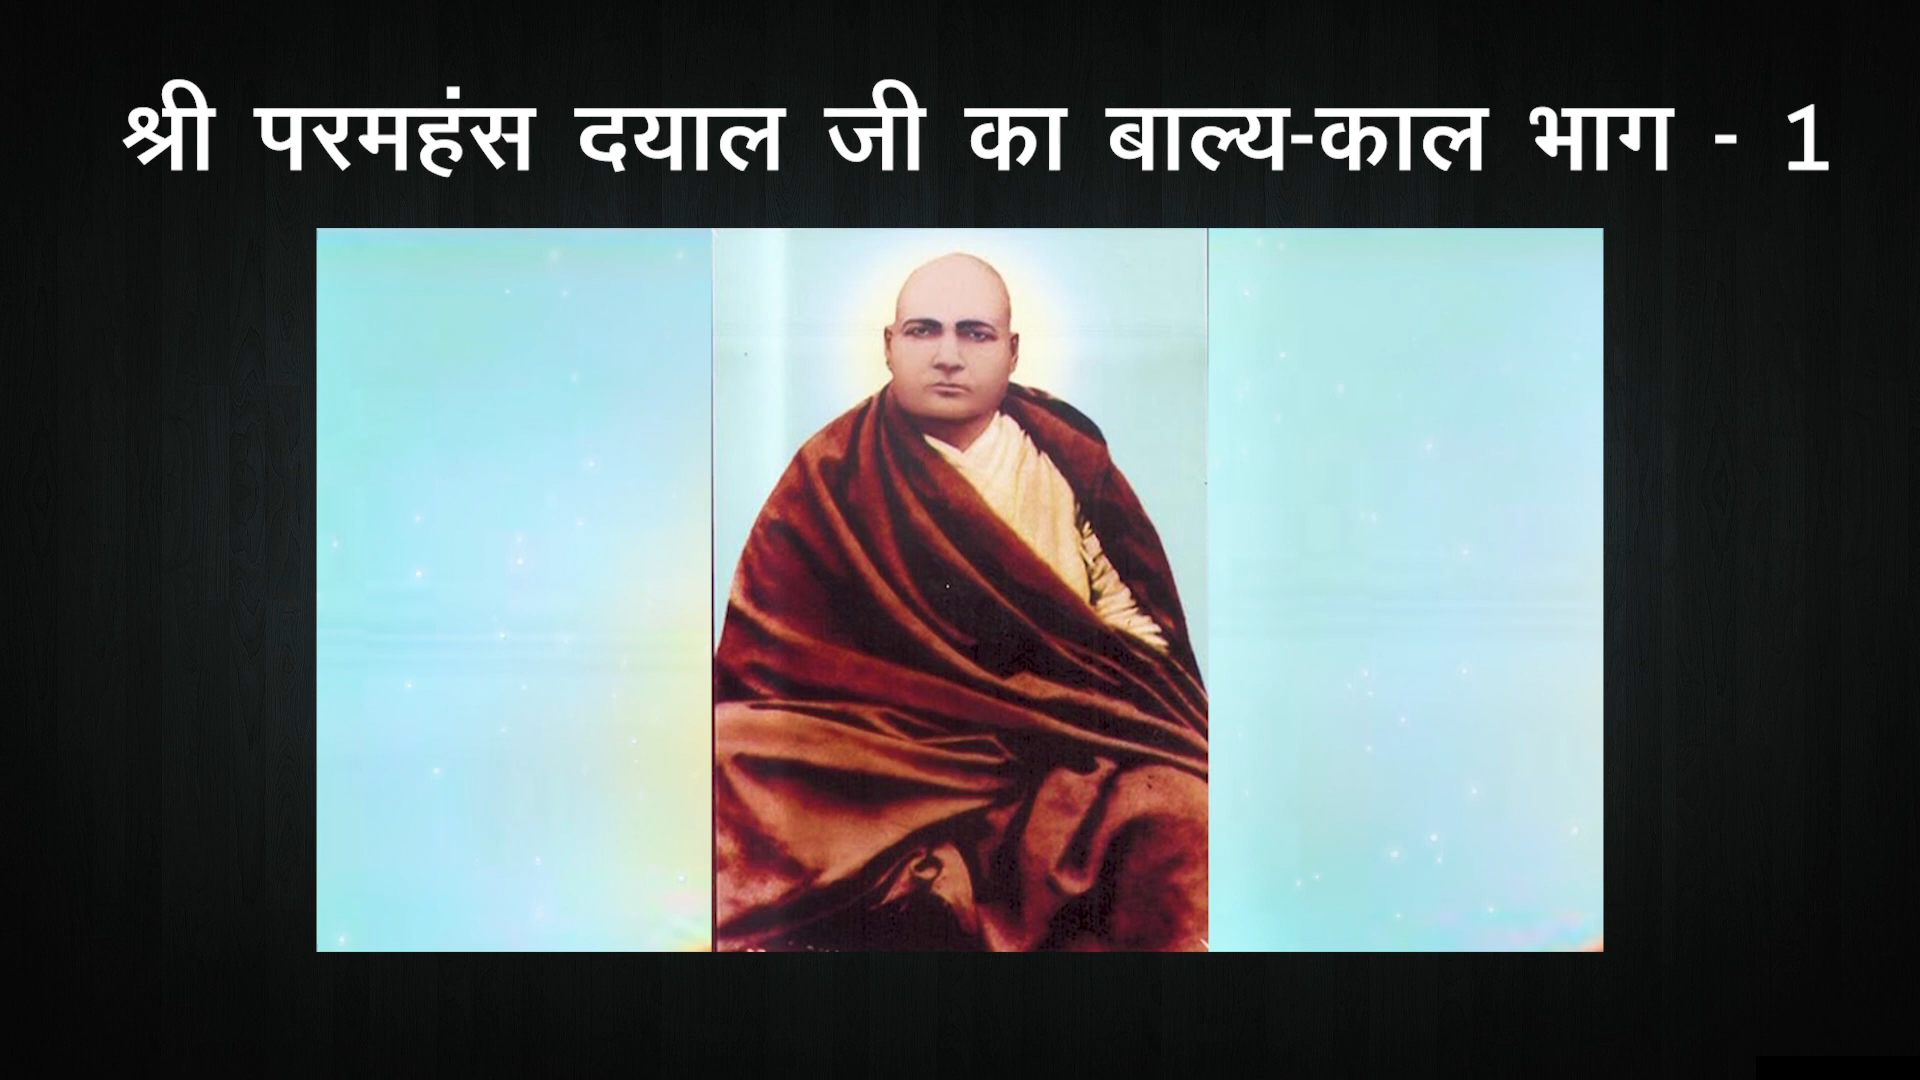 श्री परमहंस दयाल जी का बाल्य-काल भाग - 1